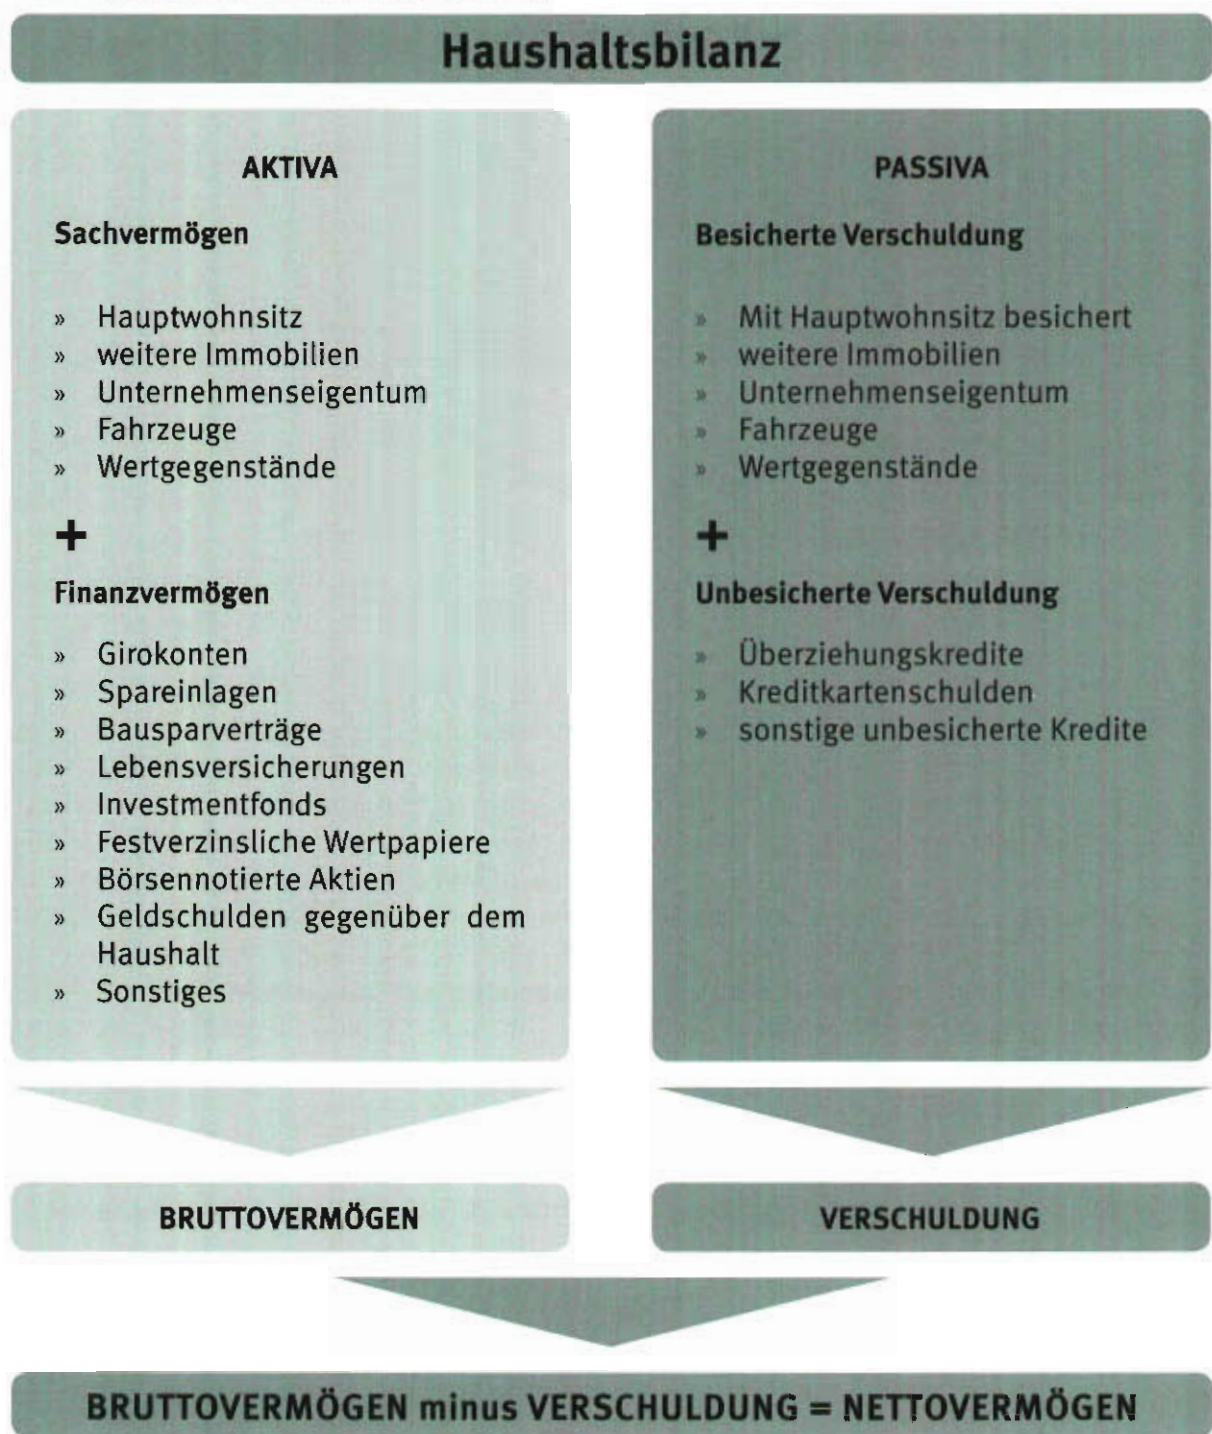 Haushaltsbilanz
AKTIVA
Sachvermögen
» Hauptwohnsitz
» weitere Immobilien
» Unternehmenseigentum
» Fahrzeuge
» Wertgegenstände
+
Finanzvermögen
» Girokonten
» Spareinlagen
» Bausparverträge
» Lebensversicherungen
» Investmentfonds
» Festverzinsliche Wertpapiere
» Börsennotierte Aktien
» Geldschulden gegenüber dem
Haushalt
» Sonstiges
BRUTTOVERMÖGEN
PASSIVA
Besicherte Verschuldung
» Mit Hauptwohnsitz besichert
» weitere Immobilien
» Unternehmenseigentum
» Fahrzeuge
» Wertgegenstände
+
Unbesicherte Verschuldung
» Überziehungskredite
» Kreditkartenschulden
» sonstige unbesicherte Kredite
VERSCHULDUNG
BRUTTOVERMÖGEN minus VERSCHULDUNG = NETTOVERMÖGEN